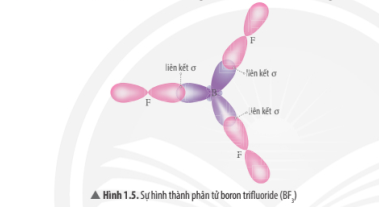 F
liên kết σ
liên kết σ
F
B
liên kết σ
F
▲ Hình 1.5. Sự hình thành phân tử boron trifluoride (BF₃)